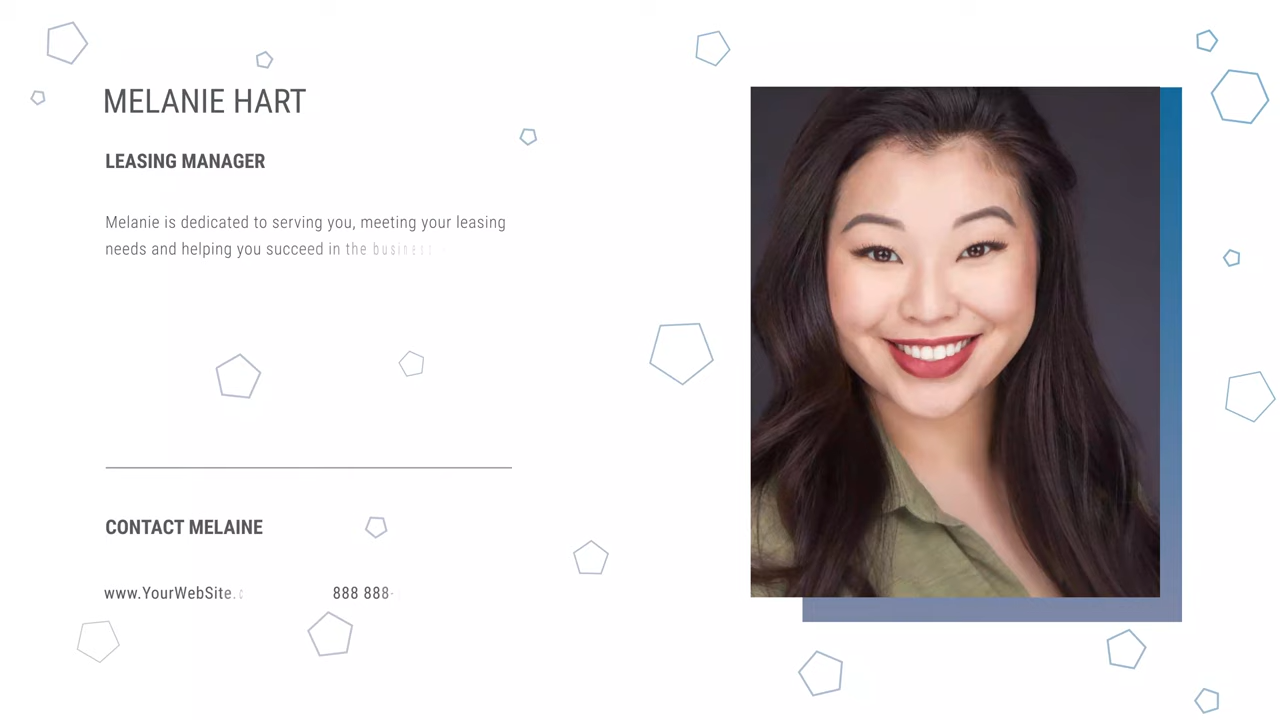 MELANIE HART
LEASING MANAGER
Melanie is dedicated to serving you, meeting your leasing
needs and helping you succeed in the business
CONTACT MELAINE
www.YourWebSite.c
888 888-